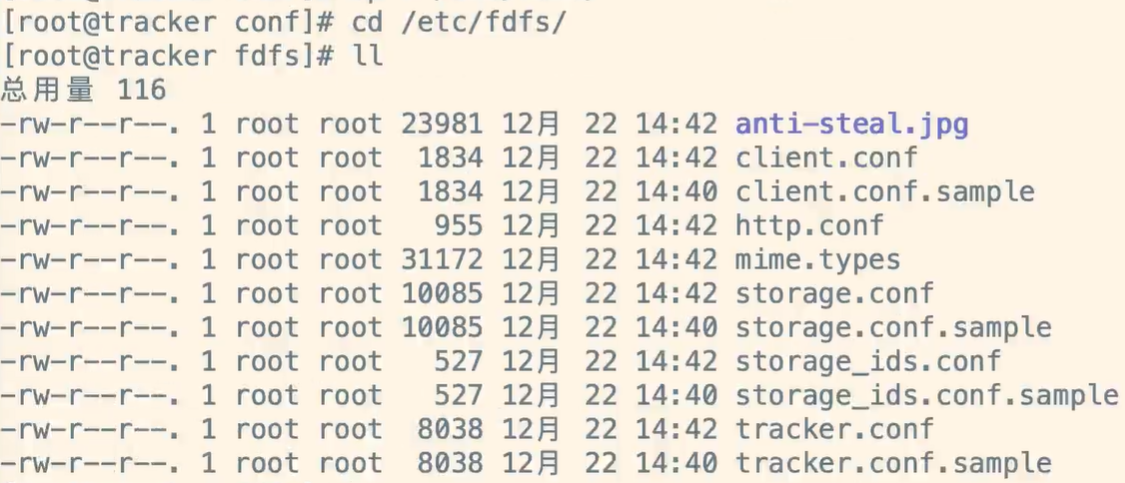 [root@tracker conf]# cd /etc/fdfs/
[root@tracker fdfs]# ll
总用量 116
-rw-r--r--. 1 root root 23981 12月 22 14:42 anti-steal.jpg
-rw-r--r--. 1 root root  1834 12月 22 14:42 client.conf
-rw-r--r--. 1 root root  1834 12月 22 14:40 client.conf.sample
-rw-r--r--. 1 root root   955 12月 22 14:42 http.conf
-rw-r--r--. 1 root root 31172 12月 22 14:42 mime.types
-rw-r--r--. 1 root root 10085 12月 22 14:42 storage.conf
-rw-r--r--. 1 root root 10085 12月 22 14:40 storage.conf.sample
-rw-r--r--. 1 root root   527 12月 22 14:42 storage_ids.conf
-rw-r--r--. 1 root root   527 12月 22 14:40 storage_ids.conf.sample
-rw-r--r--. 1 root root  8038 12月 22 14:42 tracker.conf
-rw-r--r--. 1 root root  8038 12月 22 14:40 tracker.conf.sample